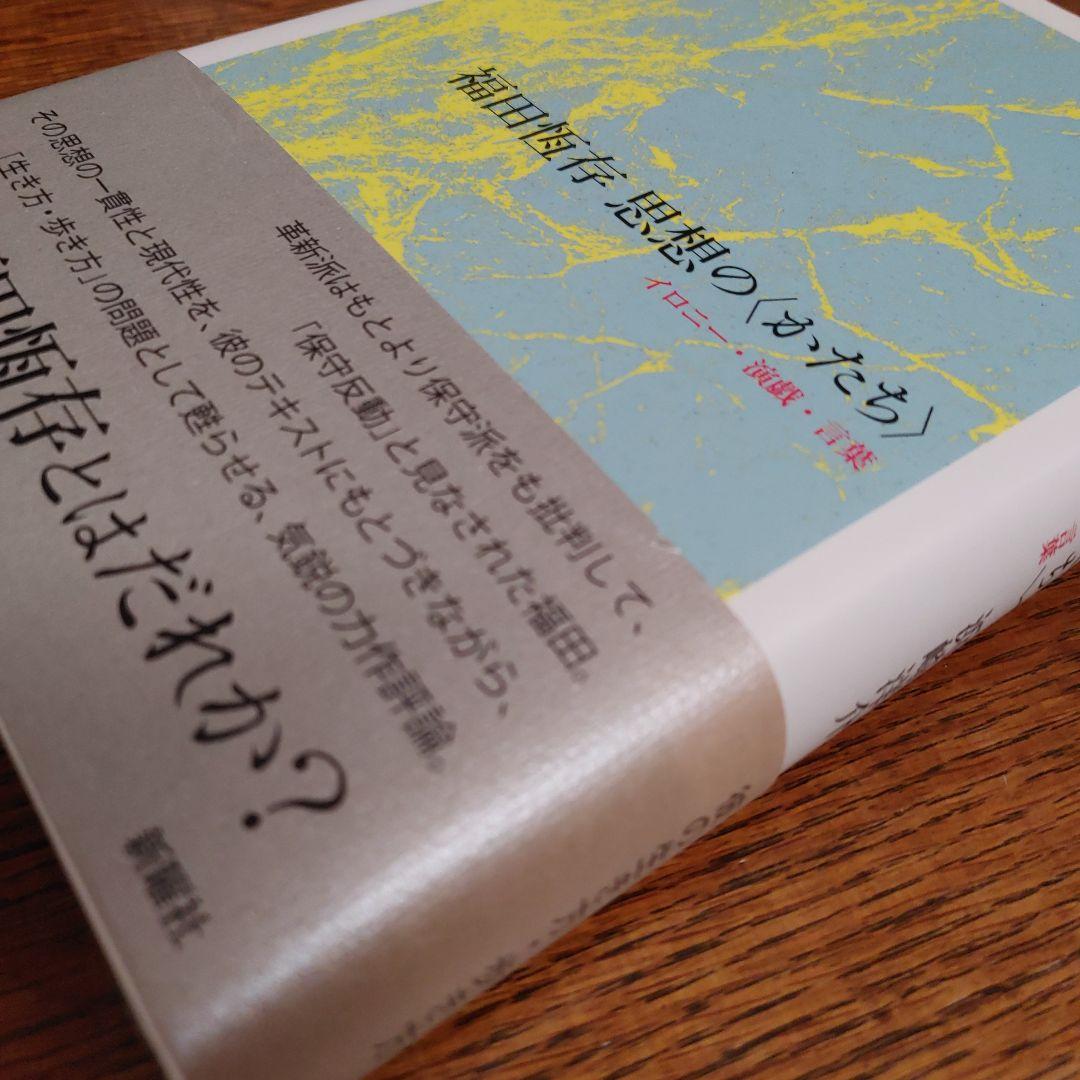 福田恆存 思想の〈かたち〉
イロニー・演戯・言葉
革新派はもとより保守派をも批判して、
「保守反動」と見なされた福田。
その思想の一貫性と現代性を、彼のテキストにもとづきながら、
「生き方・歩き方」の問題として甦らせる、気鋭の力作評論。
恆存とはだれか?
新曜社
言葉